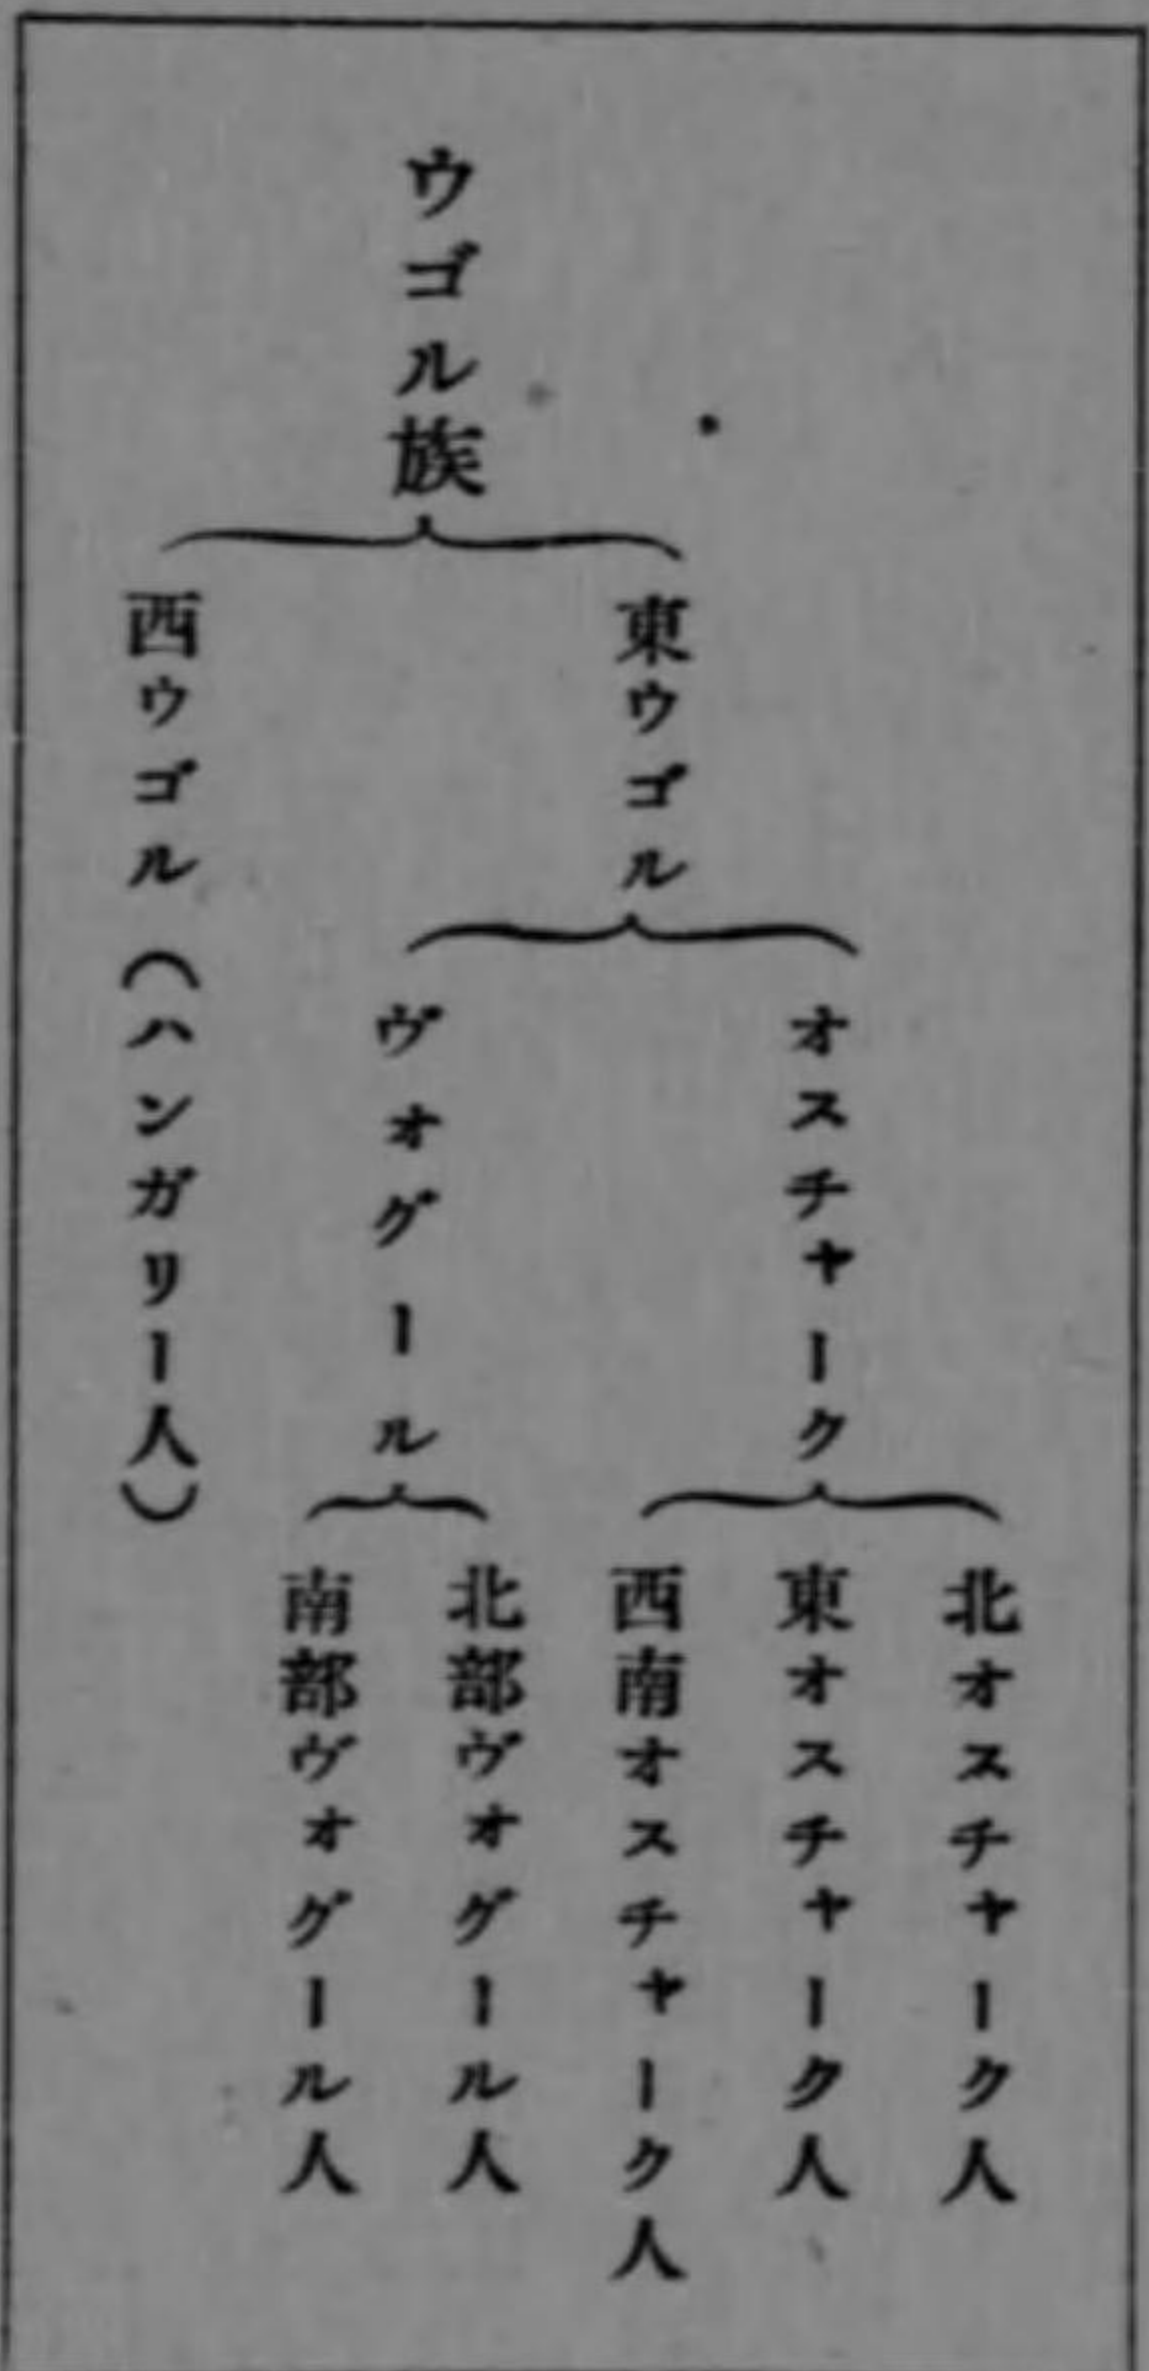 ウゴル族
東ウゴル
オスチャーク
北オスチャーク人
東オスチャーク人
西南オスチャーク人
ヴォグール
北部ヴォグール人
南部ヴォグール人
西ウゴル（ハンガリー人）